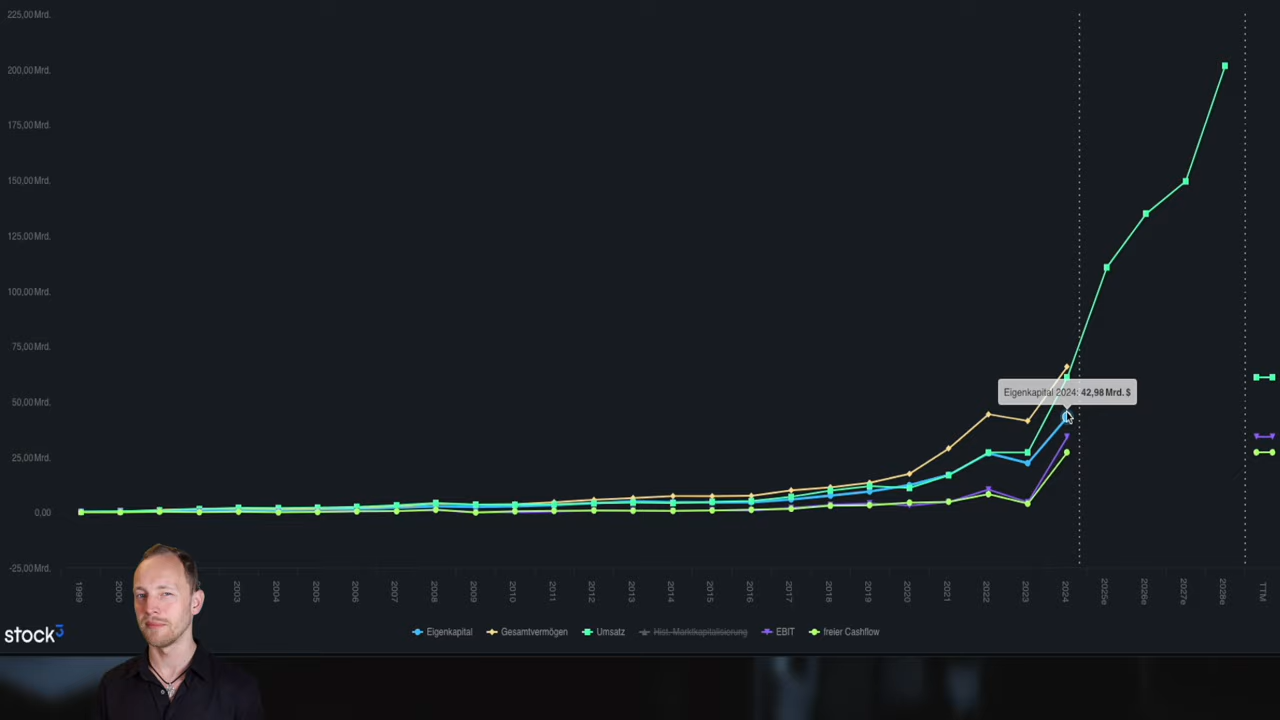 225,00 Mrd.
200,00 Mrd.
175,00 Mrd.
150,00 Mrd.
125,00 Mrd.
100,00 Mrd.
75,00 Mrd.
50,00 Mrd.
25,00 Mrd.
0,00
-25,00 Mrd.
Eigenkapital 2024: 42,98 Mrd. $
1999
2000
2003
2004
2005
2006
2007
2008
2009
2010
2011
2012
2013
2014
2015
2016
2017
2018
2019
2020
2021
2022
2023
2024
2025e
2026e
2027e
2028e
TTM
Eigenkapital
Gesamtvermögen
Umsatz
Hist. Marktkapitalisierung
EBIT
freier Cashflow
stock3